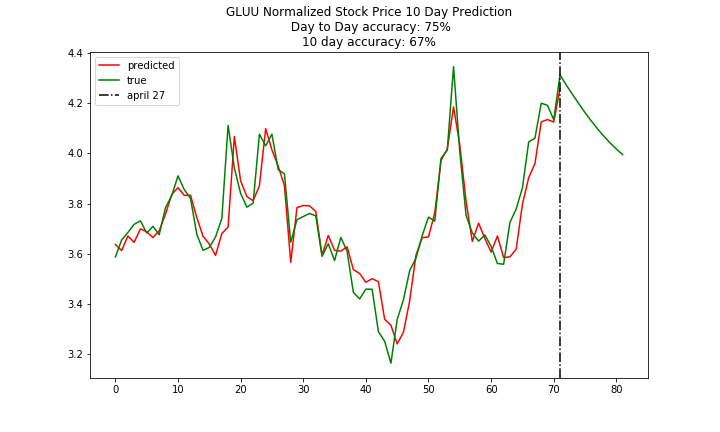 GLUU Normalized Stock Price 10 Day Prediction
Day to Day accuracy: 75%
10 day accuracy: 67%
predicted
true
april 27
4.4
4.2
4.0
3.8
3.6
3.4
3.2
0 10 20 30 40 50 60 70 80